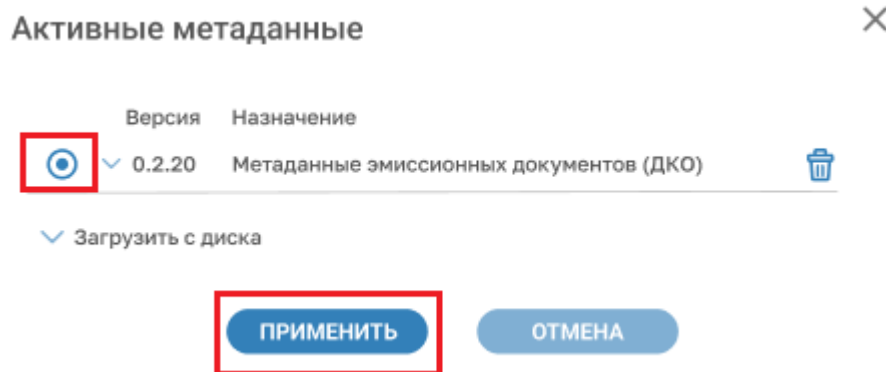 Активные метаданные
Версия Назначение
0.2.20 Метаданные эмиссионных документов (ДКО)
Загрузить с диска
ПРИМЕНИТЬ ОТМЕНА